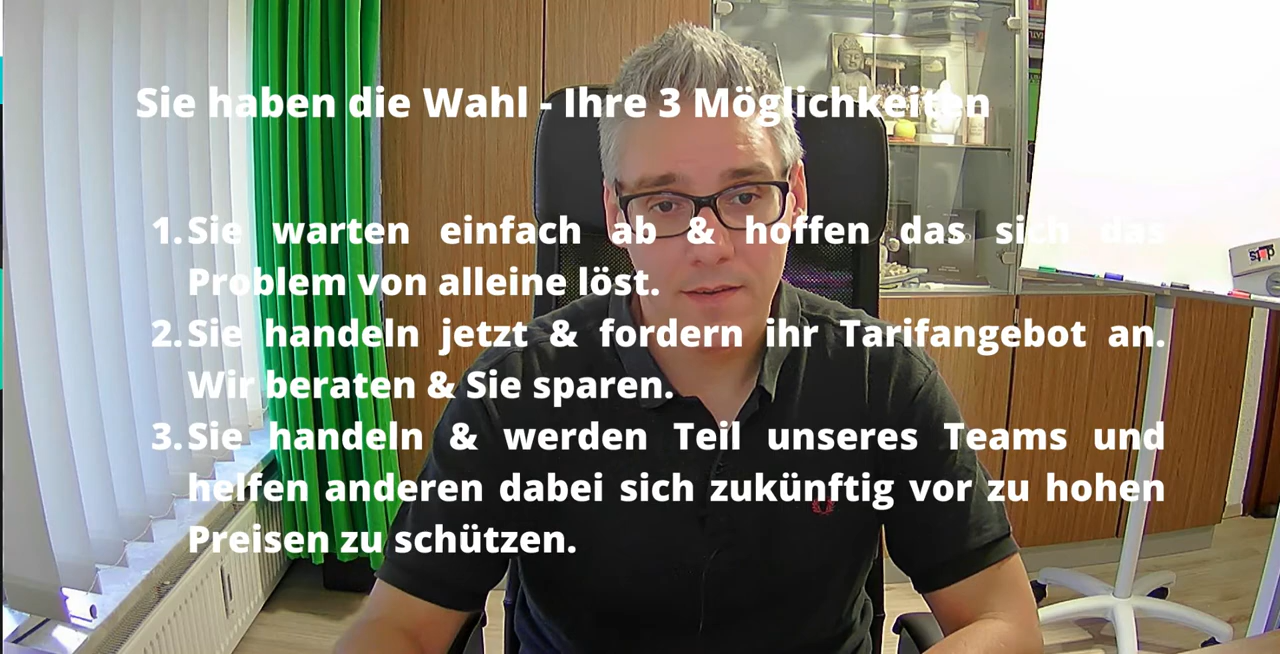 Sie haben die Wahl - Ihre 3 Möglichkeiten
1. Sie warten einfach ab & hoffen das sich das
Problem von alleine löst.
2. Sie handeln jetzt & fordern ihr Tarifangebot an.
Wir beraten & Sie sparen.
3. Sie handeln & werden Teil unseres Teams und
helfen anderen dabei sich zukünftig vor zu hohen
Preisen zu schützen.